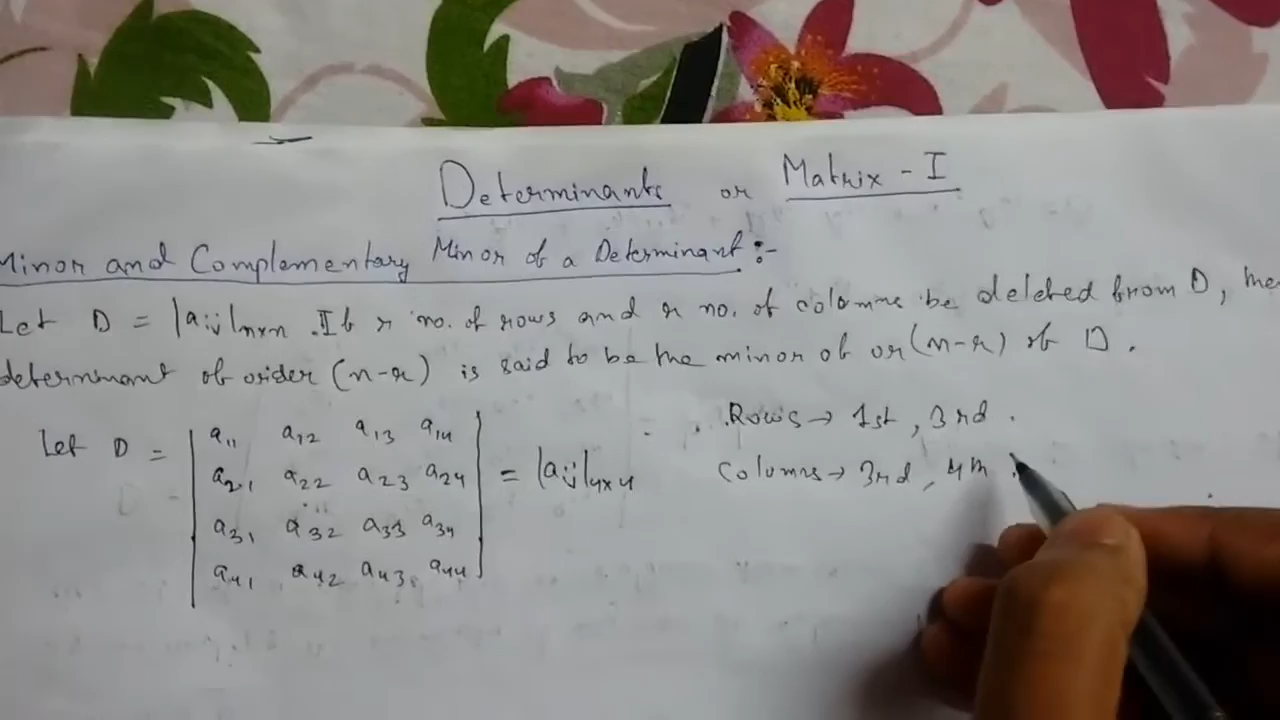 Determinants or Matrix - I
Minor and Complementary Minor of a Determinant :-
Let D = |aij|nxn . If r no. of rows and r no. of columns be deleted from D, the
determinant of order (n-r) is said to be the minor of or (n-r) of D.
Let D = | a11 a12 a13 a14 | = |aij|4x4
a21 a22 a23 a24
a31 a32 a33 a34
a41 a42 a43 a44
Rows → 1st, 3rd.
Columns → 3rd, 4th